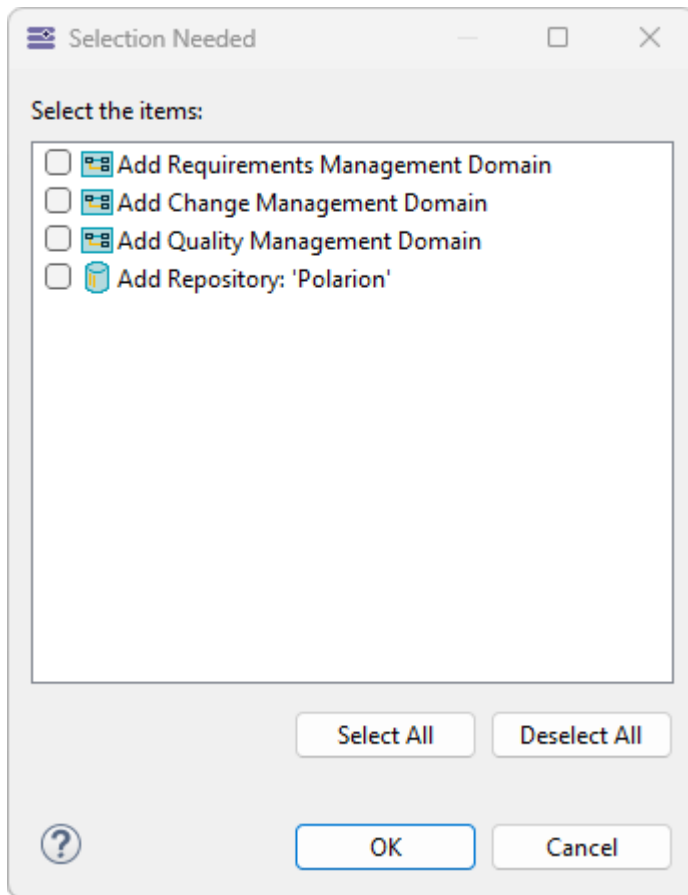 Selection Needed
Select the items:
Add Requirements Management Domain
Add Change Management Domain
Add Quality Management Domain
Add Repository: 'Polarion'
Select All
Deselect All
?
OK
Cancel